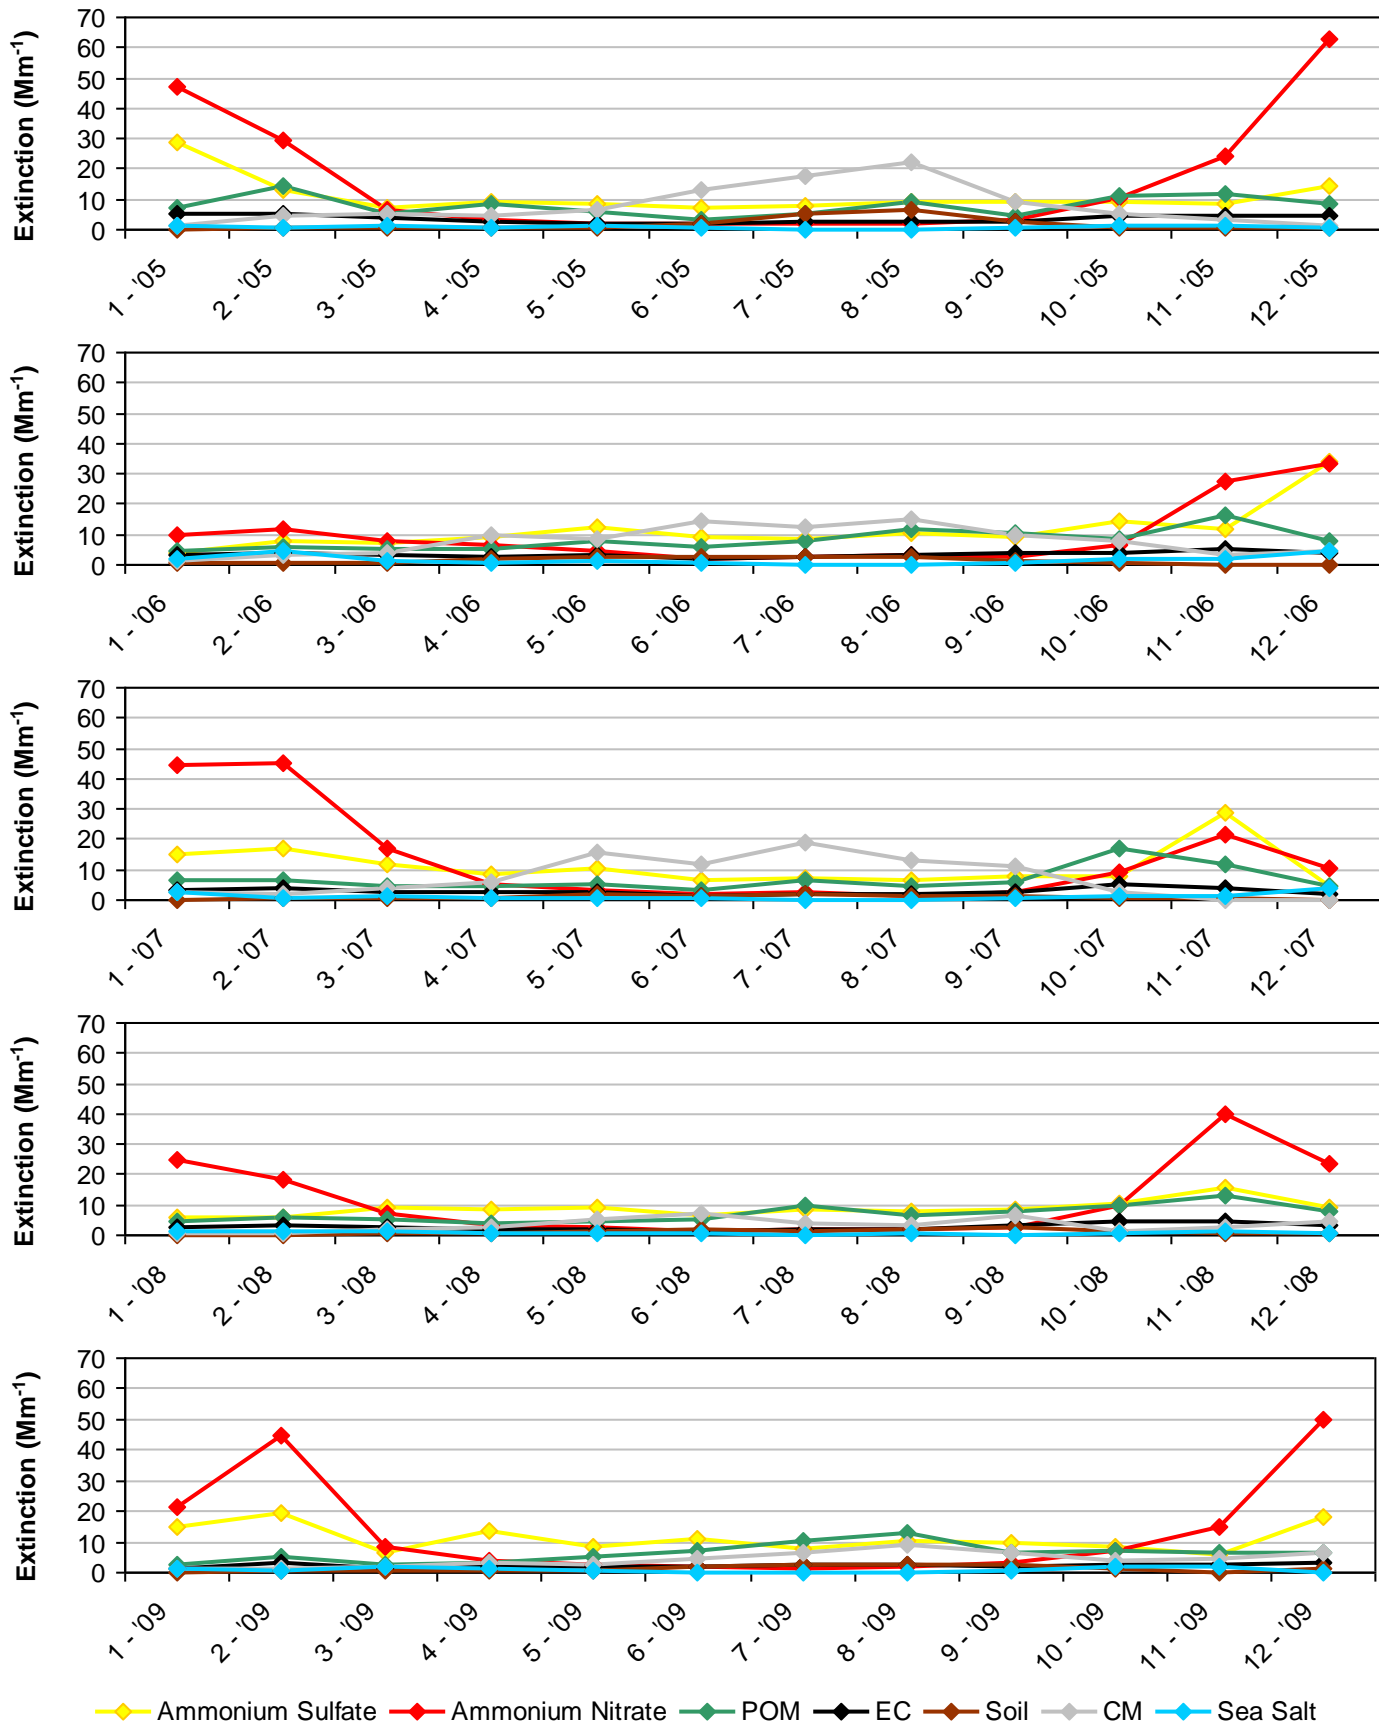 Extinction (Mm-1)
70
60
50
40
30
20
10
0
1 - '05
2 - '05
3 - '05
4 - '05
5 - '05
6 - '05
7 - '05
8 - '05
9 - '05
10 - '05
11 - '05
12 - '05
Extinction (Mm-1)
70
60
50
40
30
20
10
0
1 - '06
2 - '06
3 - '06
4 - '06
5 - '06
6 - '06
7 - '06
8 - '06
9 - '06
10 - '06
11 - '06
12 - '06
Extinction (Mm-1)
70
60
50
40
30
20
10
0
1 - '07
2 - '07
3 - '07
4 - '07
5 - '07
6 - '07
7 - '07
8 - '07
9 - '07
10 - '07
11 - '07
12 - '07
Extinction (Mm-1)
70
60
50
40
30
20
10
0
1 - '08
2 - '08
3 - '08
4 - '08
5 - '08
6 - '08
7 - '08
8 - '08
9 - '08
10 - '08
11 - '08
12 - '08
Extinction (Mm-1)
70
60
50
40
30
20
10
0
1 - '09
2 - '09
3 - '09
4 - '09
5 - '09
6 - '09
7 - '09
8 - '09
9 - '09
10 - '09
11 - '09
12 - '09
Ammonium Sulfate Ammonium Nitrate POM EC Soil CM Sea Salt